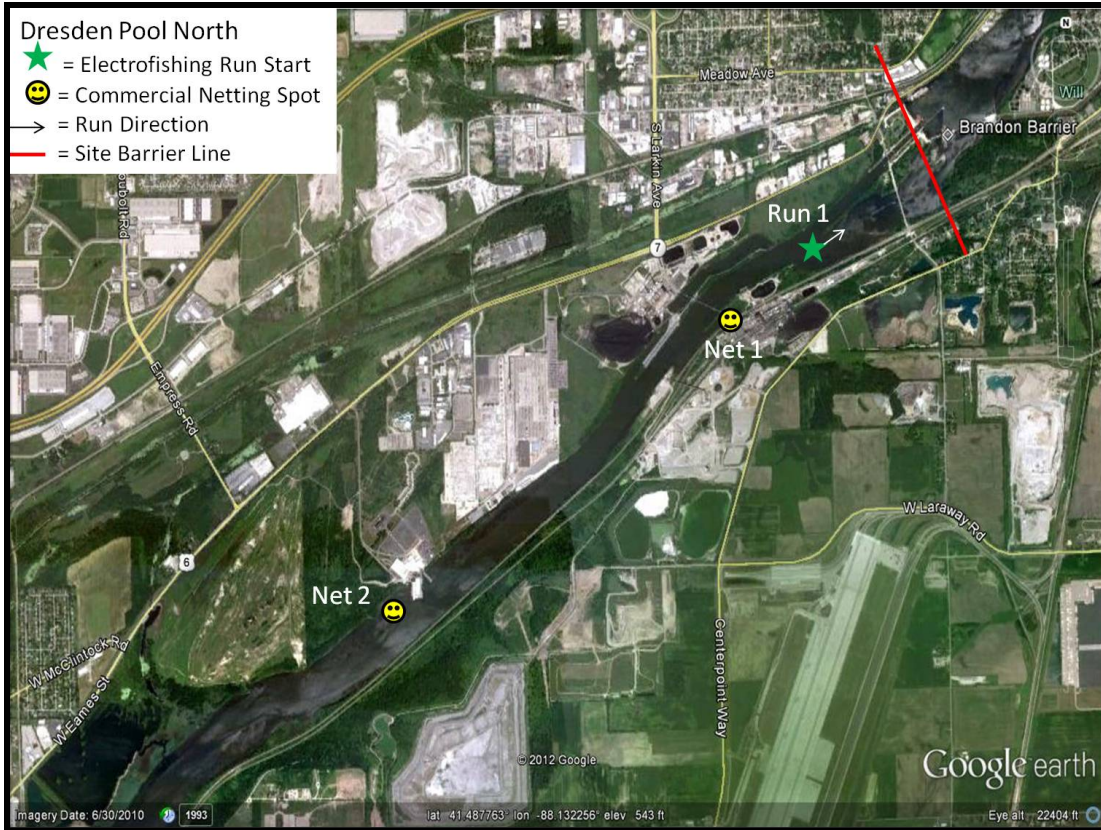 Dresden Pool North
= Electrofishing Run Start
= Commercial Netting Spot
= Run Direction
= Site Barrier Line
N
Meadow Ave
Will
Brandon Barrier
S Larkin Ave
Houbolt Rd
Run 1
7
Net 1
Empress Rd
W Laraway Rd
6
Net 2
W McClintock Rd
Centerpoint Way
W Eames St
© 2012 Google
Google earth
Imagery Date: 6/30/2010
1993
lat 41.487763° lon -88.132256° elev 543 ft
Eye alt 22404 ft